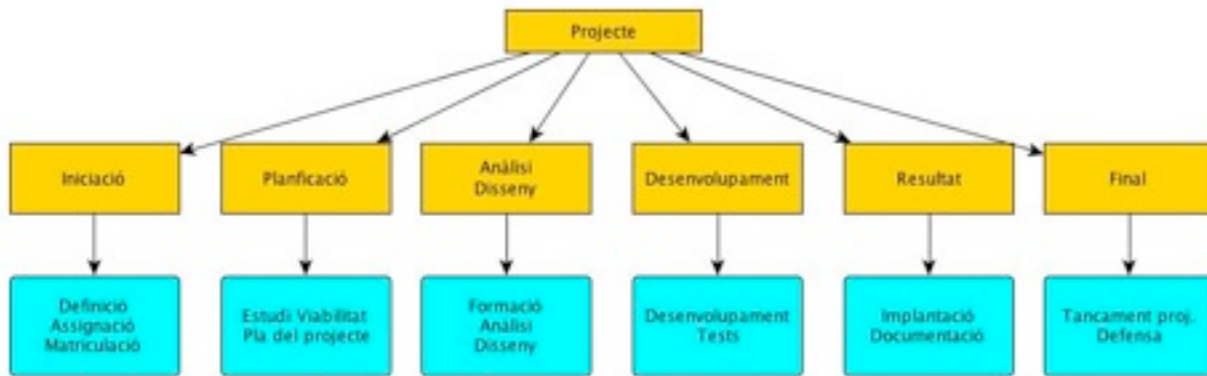 Projecte
Iniciació
Planficació
Anàlisi
Disseny
Desenvolupament
Resultat
Final
Definició
Assignació
Matriculació
Estudi Viabilitat
Pla del projecte
Formació
Anàlisi
Disseny
Desenvolupament
Tests
Implantació
Documentació
Tancament proj.
Defensa